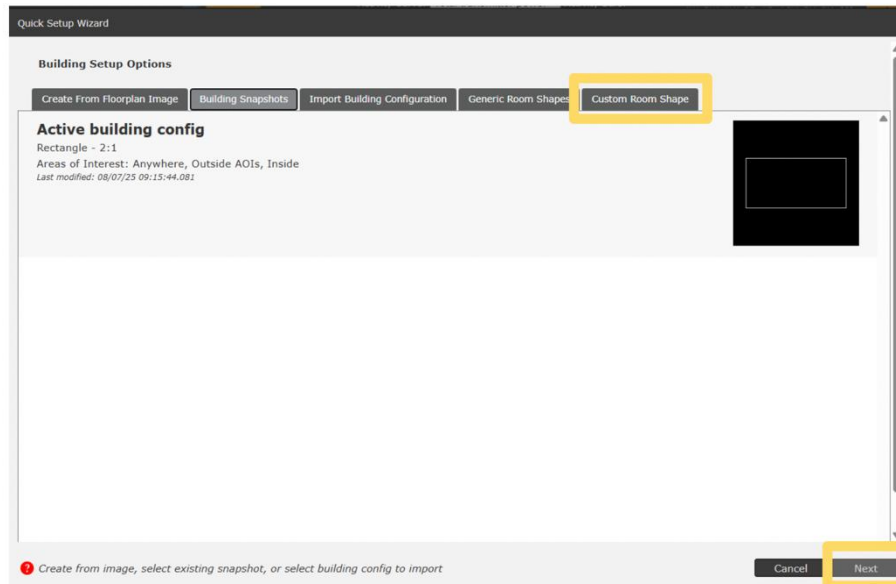 Quick Setup Wizard
Building Setup Options
Create From Floorplan Image
Building Snapshots
Import Building Configuration
Generic Room Shapes
Custom Room Shape
Active building config
Rectangle - 2:1
Areas of Interest: Anywhere, Outside AOIs, Inside
Last modified: 08/07/25 09:15:44.081
? Create from image, select existing snapshot, or select building config to import
Cancel
Next